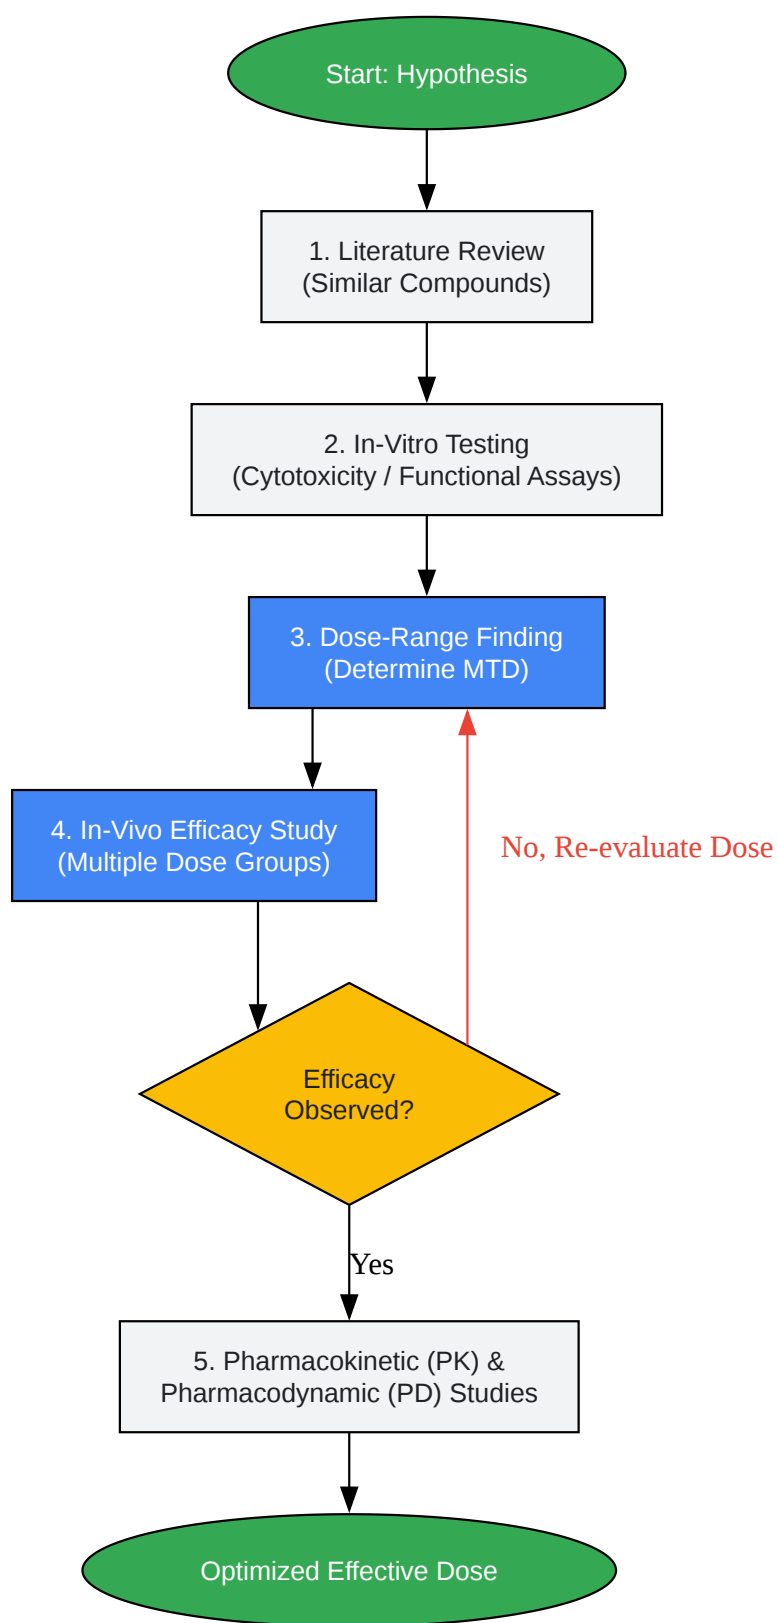 Start: Hypothesis
1. Literature Review
(Similar Compounds)
2. In-Vitro Testing
(Cytotoxicity / Functional Assays)
3. Dose-Range Finding
(Determine MTD)
4. In-Vivo Efficacy Study
(Multiple Dose Groups)
No, Re-evaluate Dose
Efficacy
Observed?
Yes
5. Pharmacokinetic (PK) &
Pharmacodynamic (PD) Studies
Optimized Effective Dose